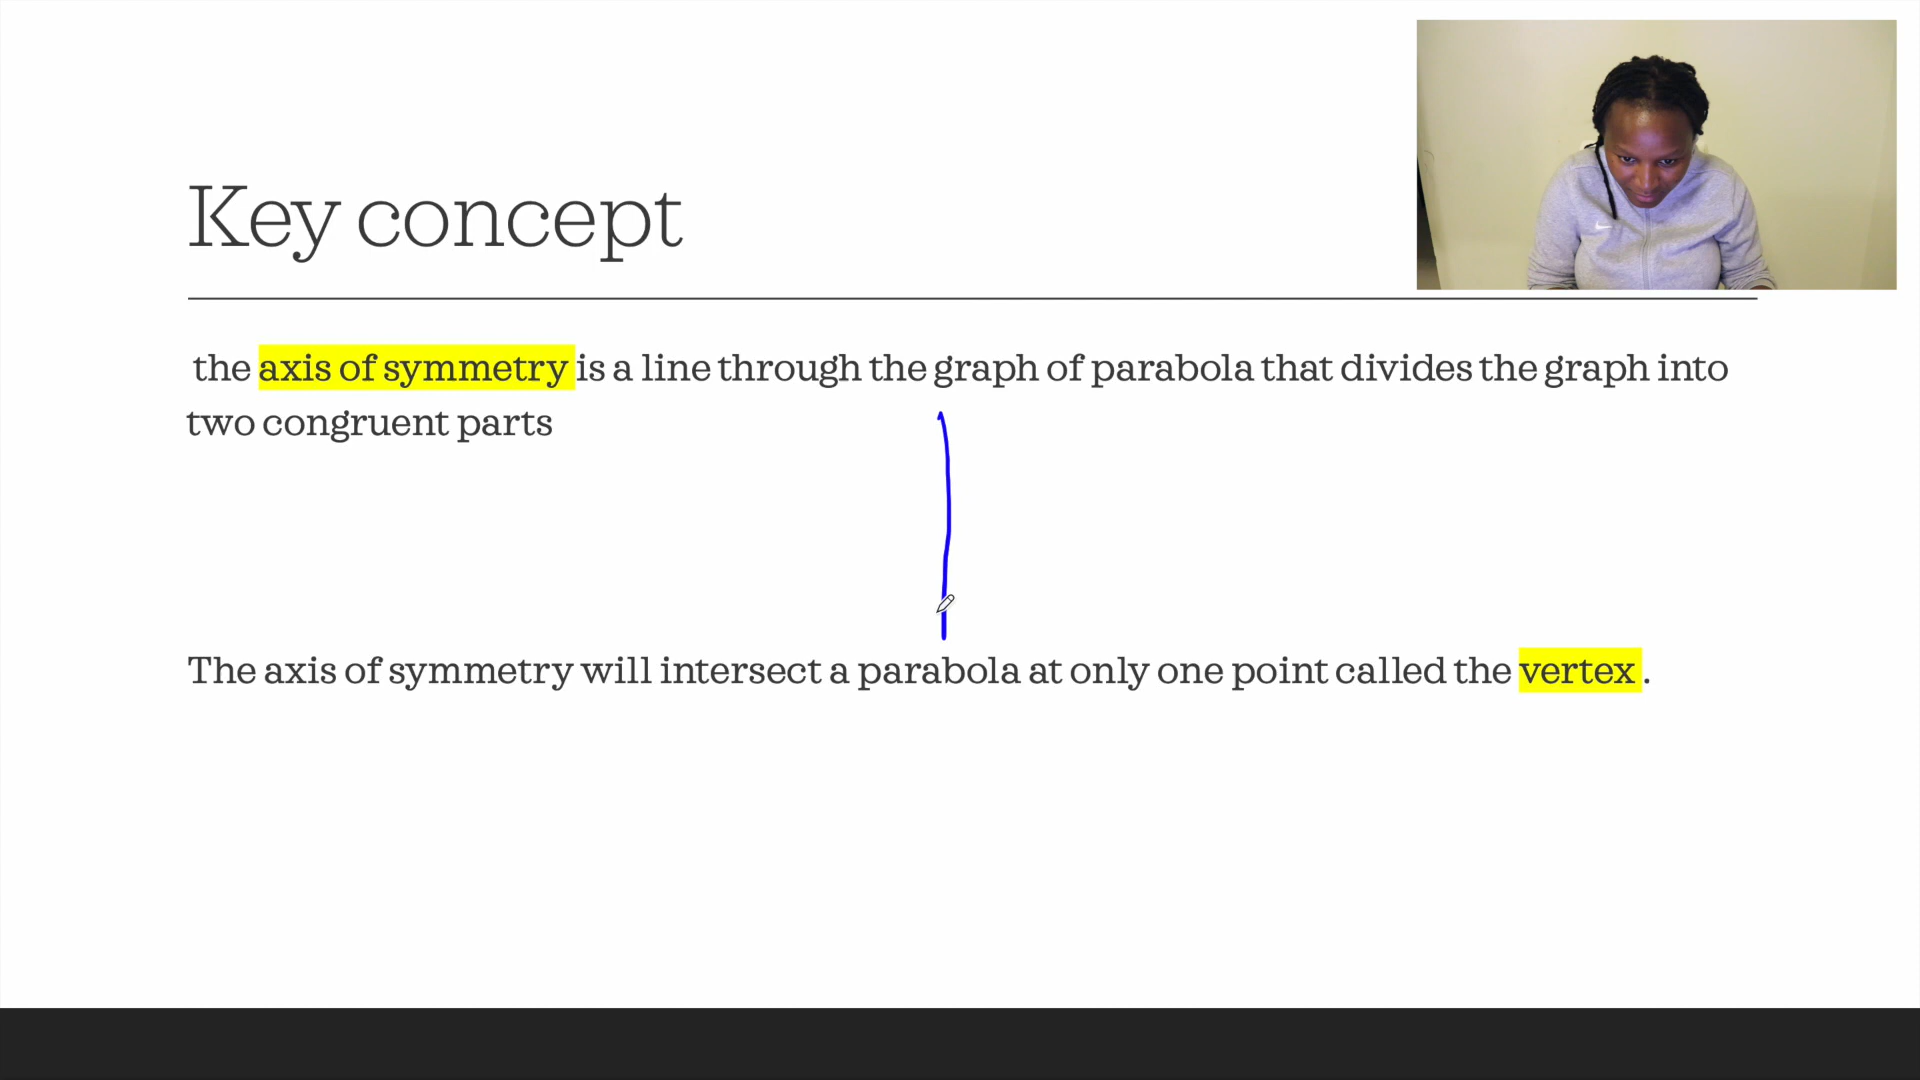 Key concept
the axis of symmetry is a line through the graph of parabola that divides the graph into
two congruent parts
The axis of symmetry will intersect a parabola at only one point called the vertex .